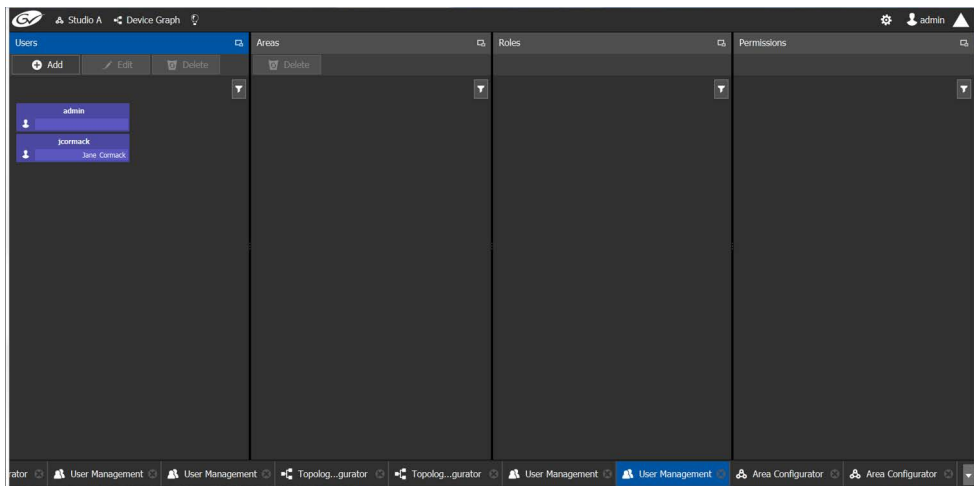 GV Studio A Device Graph admin
Users Areas Roles Permissions
Add Edit Delete Delete
admin
jcormack
Jane Cormack
rator User Management User Management Topolog...gurator Topolog...gurator User Management User Management Area Configurator Area Configurator